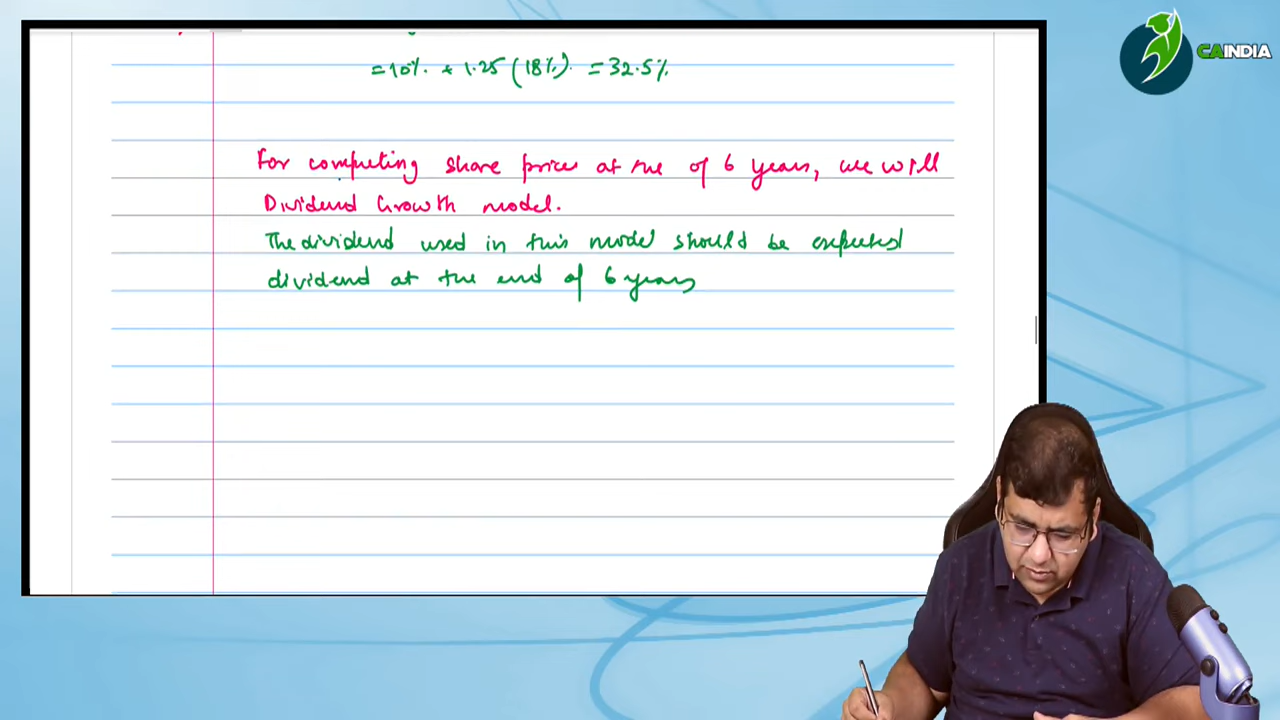 = 10% + 1.25 (18%) = 32.5%
For computing share price at the of 6 years, we will
Dividend Growth model.
The dividend used in this model should be expected
dividend at the end of 6 years
CAINDIA